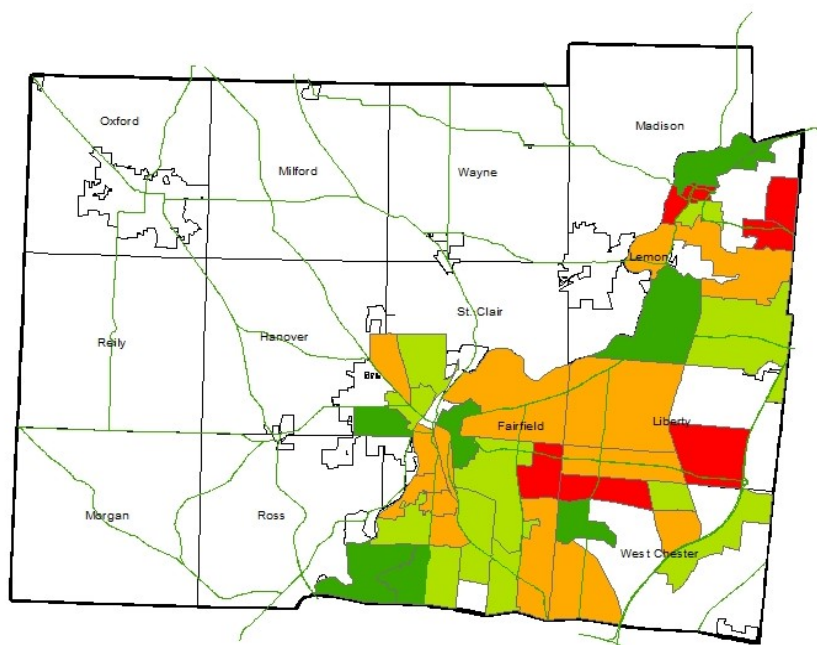 Madison
Oxford
Milford
Wayne
Lemon
St. Clair
Reily
Hanover
Fairfield
Liberty
Morgan
Ross
West Chester